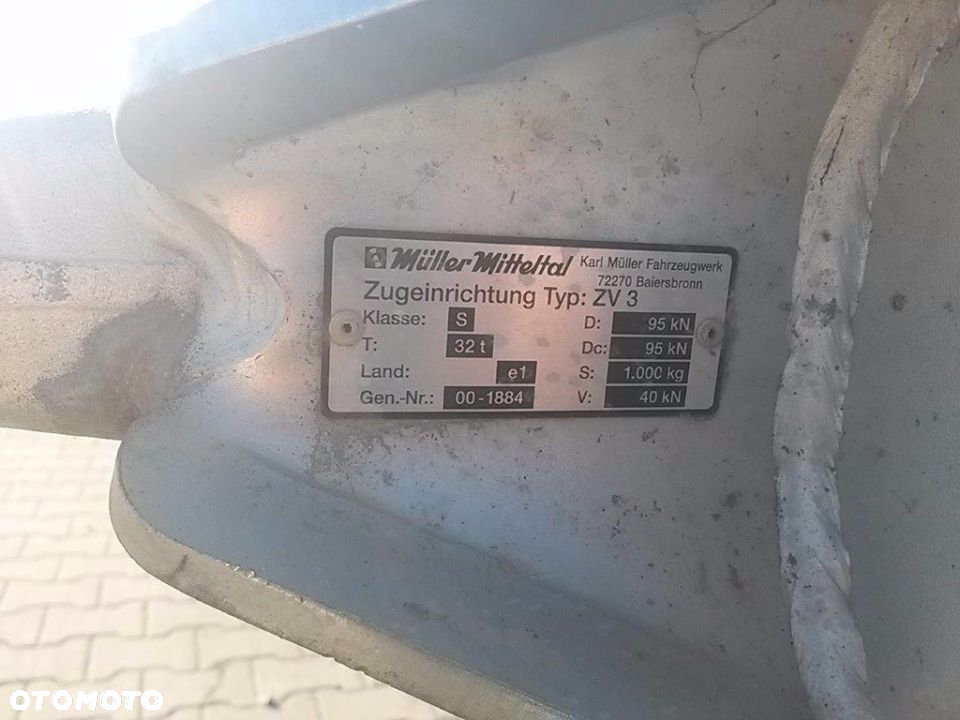 Müller Mitteltal Karl Müller Fahrzeugwerk
72270 Baiersbronn
Zugeinrichtung Typ: ZV 3
Klasse: S D: 95 kN
T: 32 t Dc: 95 kN
Land: e1 S: 1.000 kg
Gen.-Nr.: 00-1884 V: 40 kN
OTOMOTO